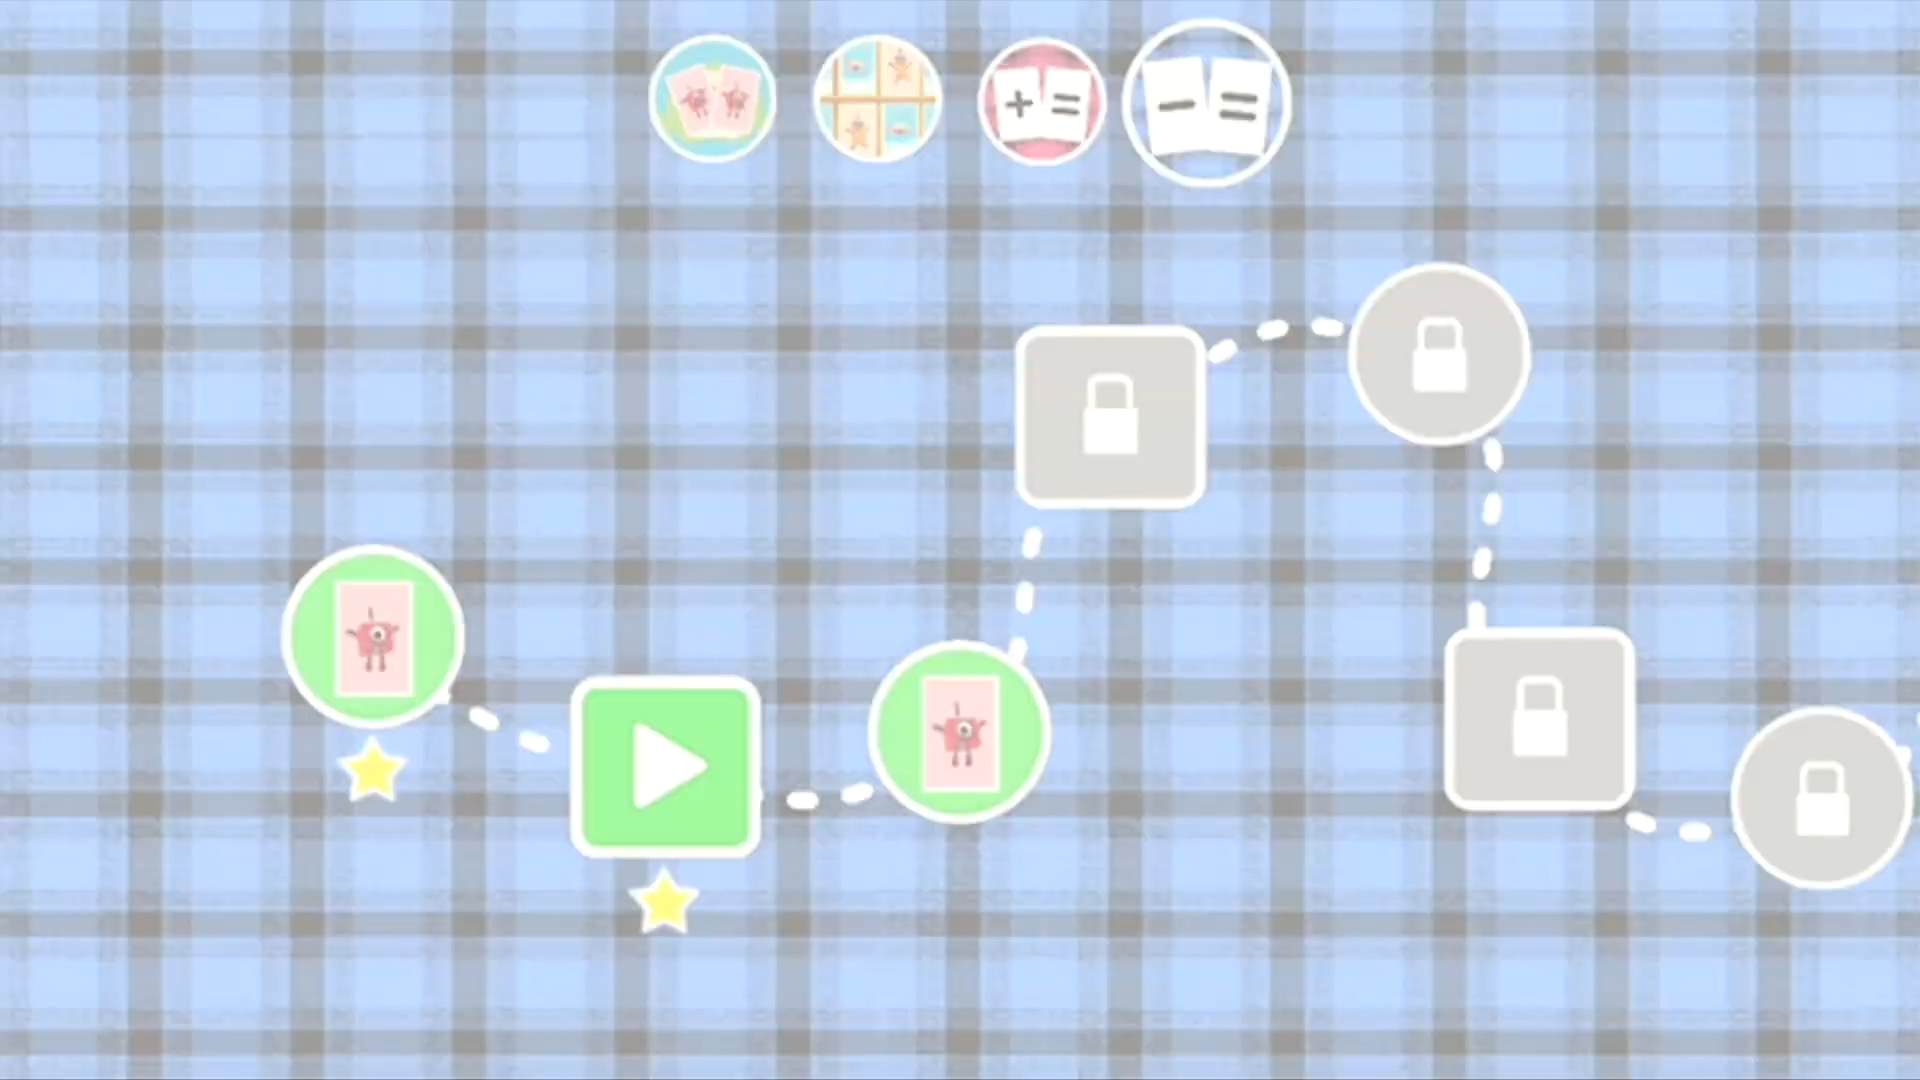 + =
− =